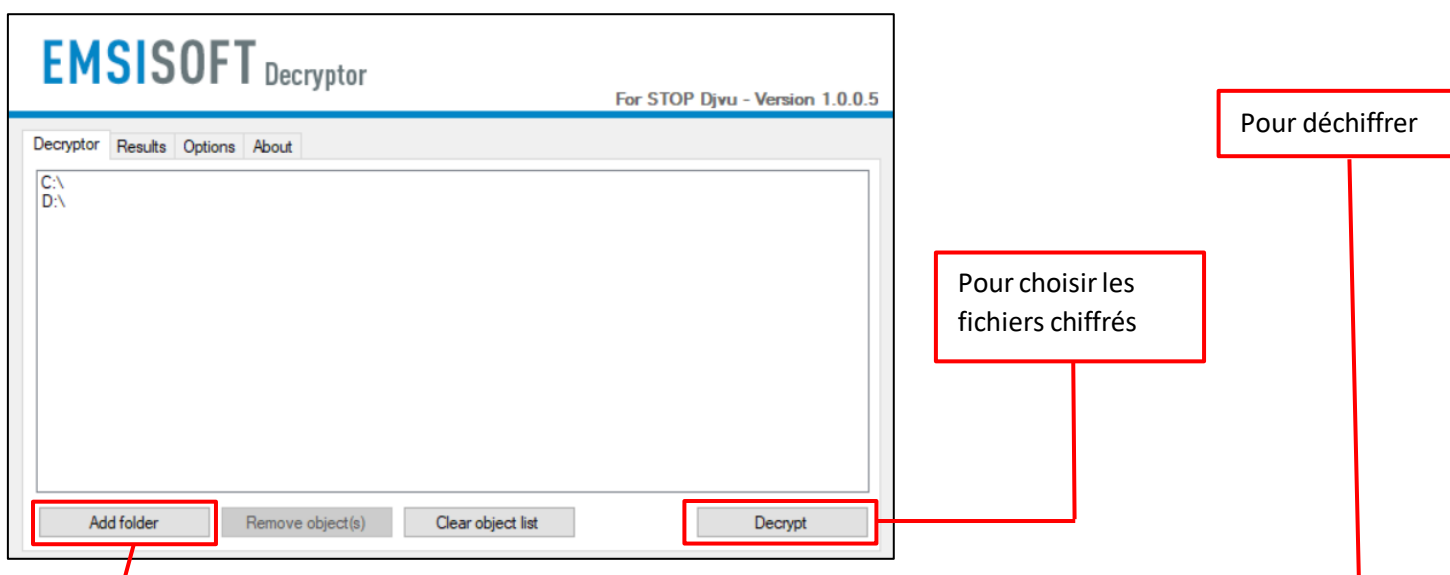 EMSISOFT Decryptor
For STOP Djvu - Version 1.0.0.5
Decryptor Results Options About
C:\
D:\
Add folder Remove object(s) Clear object list Decrypt
Pour choisir les
fichiers chiffrés
Pour déchiffrer